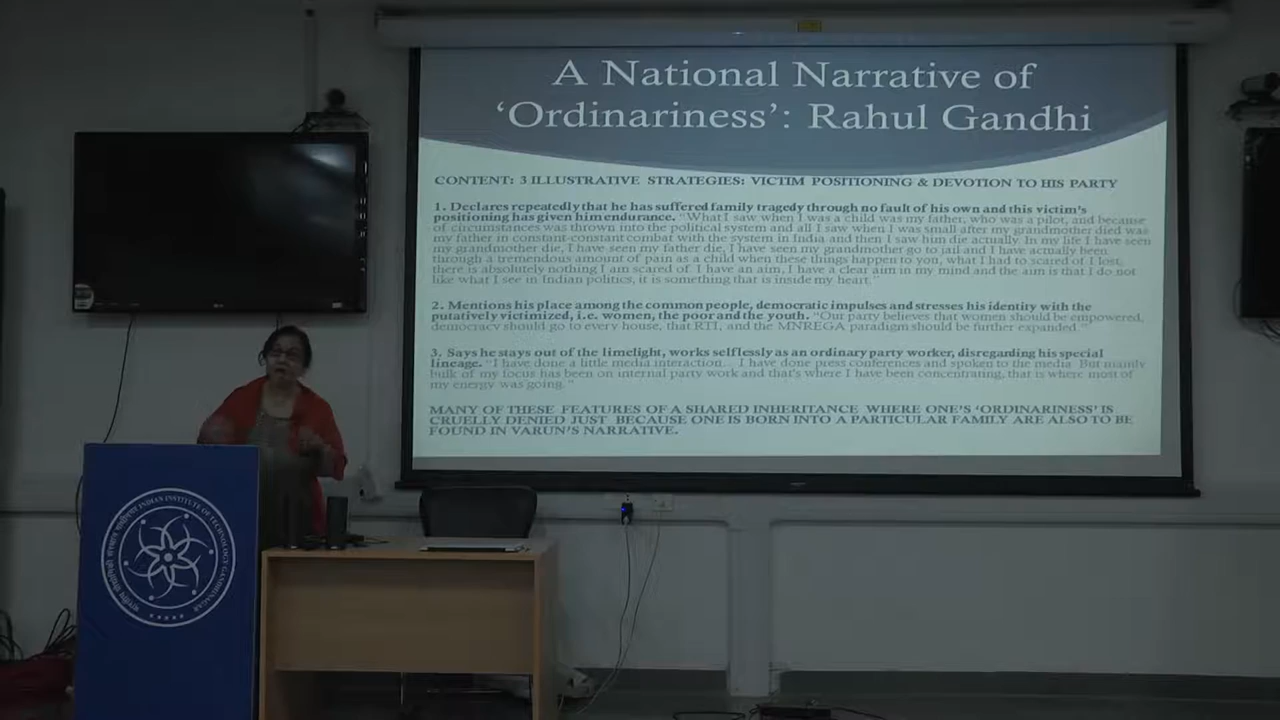 A National Narrative of
‘Ordinariness’: Rahul Gandhi
CONTENT: 3 ILLUSTRATIVE STRATEGIES: VICTIM POSITIONING & DEVOTION TO HIS PARTY
1. Declares repeatedly that he has suffered family tragedy through no fault of his own and this victim's
positioning has given him endurance. “What I saw when I was a child was my father, who was a pilot, and because
of circumstances was thrown into the political system and all I saw when I was small after my grandmother died was
my father in constant-constant combat with the system in India and then I saw him die actually. In my life I have seen
my grandmother die, I have seen my father die, I have seen my grandmother go to jail and I have actually been
through a tremendous amount of pain as a child when these things happen to you, what I had to scared of I lost,
there is absolutely nothing I am scared of. I have an aim, I have a clear aim in my mind and the aim is that I do not
like what I see in Indian politics, it is something that is inside my heart.”
2. Mentions his place among the common people, democratic impulses and stresses his identity with the
putatively victimized, i.e. women, the poor and the youth. “Our party believes that women should be empowered,
democracy should go to every house, that RTI, and the MNREGA paradigm should be further expanded.”
3. Says he stays out of the limelight, works selflessly as an ordinary party worker, disregarding his special
lineage. “I have done a little media interaction... I have done press conferences and spoken to the media. But mainly
bulk of my focus has been on internal party work and that's where I have been concentrating, that is where most of
my energy was going.”
MANY OF THESE FEATURES OF A SHARED INHERITANCE WHERE ONE'S ‘ORDINARINESS’ IS
CRUELLY DENIED JUST BECAUSE ONE IS BORN INTO A PARTICULAR FAMILY ARE ALSO TO BE
FOUND IN VARUN'S NARRATIVE.
INDIAN INSTITUTE OF TECHNOLOGY GANDHINAGAR